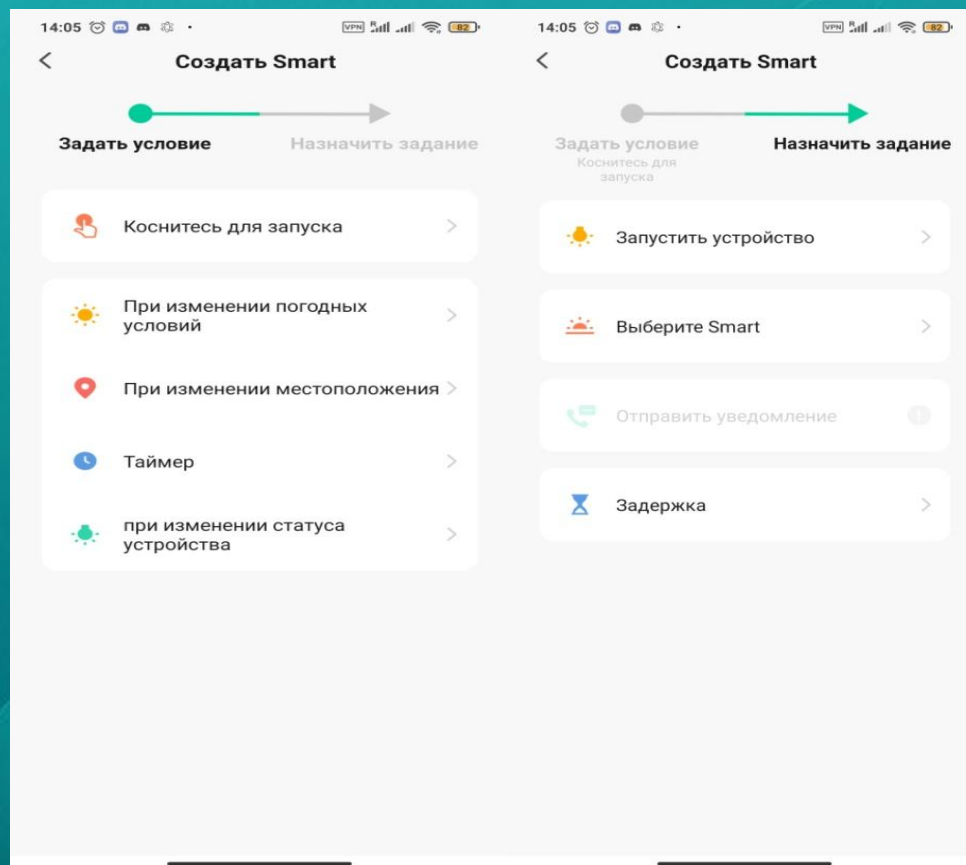 14:05
VPN
82
Создать Smart
Задать условие
Назначить задание
Коснитесь для запуска
При изменении погодных
условий
При изменении местоположения
Таймер
при изменении статуса
устройства
14:05
VPN
82
Создать Smart
Задать условие
Коснитесь для
запуска
Назначить задание
Запустить устройство
Выберите Smart
Отправить уведомление
Задержка